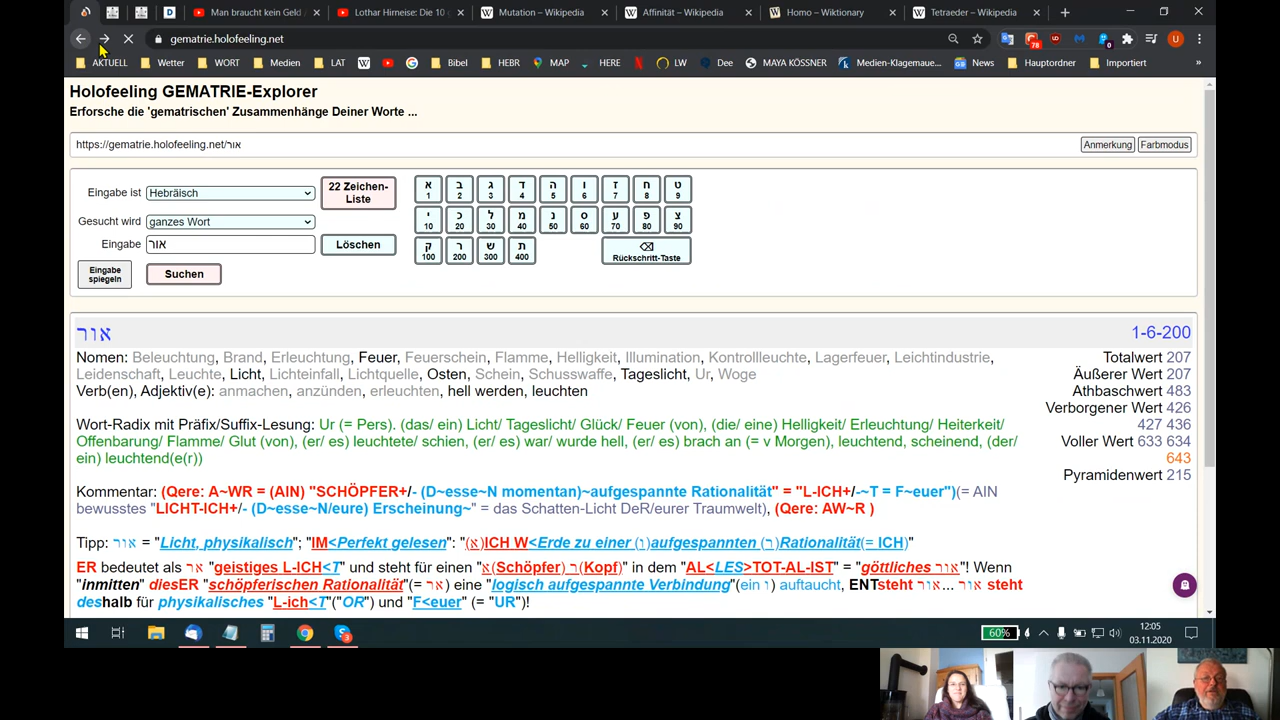 Man braucht kein Geld
Lothar Hirneise: Die 10
Mutation – Wikipedia
Affinität – Wikipedia
Homo – Wiktionary
Tetraeder – Wikipedia
gematrie.holofeeling.net
78
0
U
AKTUELL
Wetter
WORT
Medien
LAT
Bibel
HEBR
MAP
HERE
LW
Dee
MAYA KÖSSNER
Medien-Klagemaue...
News
Hauptordner
Importiert
»
Holofeeling GEMATRIE-Explorer
Erforsche die 'gematrischen' Zusammenhänge Deiner Worte ...
https://gematrie.holofeeling.net/אור
Anmerkung
Farbmodus
Eingabe ist
Hebräisch
22 Zeichen-
Liste
Gesucht wird
ganzes Wort
Eingabe
אור
Löschen
Eingabe
spiegeln
Suchen
א ב ג ד ה ו ז ח ט
1 2 3 4 5 6 7 8 9
י כ ל מ נ ס ע פ צ
10 20 30 40 50 60 70 80 90
ק ר ש ת ⌫
100 200 300 400 Rückschritt-Taste
אור
1-6-200
Nomen: Beleuchtung, Brand, Erleuchtung, Feuer, Feuerschein, Flamme, Helligkeit, Illumination, Kontrollleuchte, Lagerfeuer, Leichtindustrie,
Leidenschaft, Leuchte, Licht, Lichteinfall, Lichtquelle, Osten, Schein, Schusswaffe, Tageslicht, Ur, Woge
Verb(en), Adjektiv(e): anmachen, anzünden, erleuchten, hell werden, leuchten
Totalwert 207
Äußerer Wert 207
Athbaschwert 483
Verborgener Wert 426
427 436
Voller Wert 633 634
643
Pyramidenwert 215
Wort-Radix mit Präfix/Suffix-Lesung: Ur (= Pers). (das/ ein) Licht/ Tageslicht/ Glück/ Feuer (von), (die/ eine) Helligkeit/ Erleuchtung/ Heiterkeit/
Offenbarung/ Flamme/ Glut (von), (er/ es) leuchtete/ schien, (er/ es) war/ wurde hell, (er/ es) brach an (= v Morgen), leuchtend, scheinend, (der/
ein) leuchtend(e(r))
Kommentar: (Qere: A~WR = (AIN) "SCHÖPFER+/- (D~esse~N momentan)~aufgespannte Rationalität" = "L-ICH+/-~T = F~euer")(= AIN
bewusstes "LICHT-ICH+/- (D~esse~N/eure) Erscheinung~" = das Schatten-Licht DeR/eurer Traumwelt), (Qere: AW~R )
Tipp: אור = "Licht, physikalisch"; "IM<Perfekt gelesen": "(א)ICH W<Erde zu einer (ו)aufgespannten (ר)Rationalität(= ICH)"
ER bedeutet als אור "geistiges L-ICH<T" und steht für einen "א(Schöpfer) ר(Kopf)" in dem "AL<LES>TOT-AL-IST" = "göttliches אור"! Wenn
"inmitten" diesER "schöpferischen Rationalität"(= אר) eine "logisch aufgespannte Verbindung"(ein ו) auftaucht, ENTsteht אור... אור steht
deshalb für physikalisches "L-ich<T"("OR") und "F<euer" (= "UR")!
60%
12:05
03.11.2020